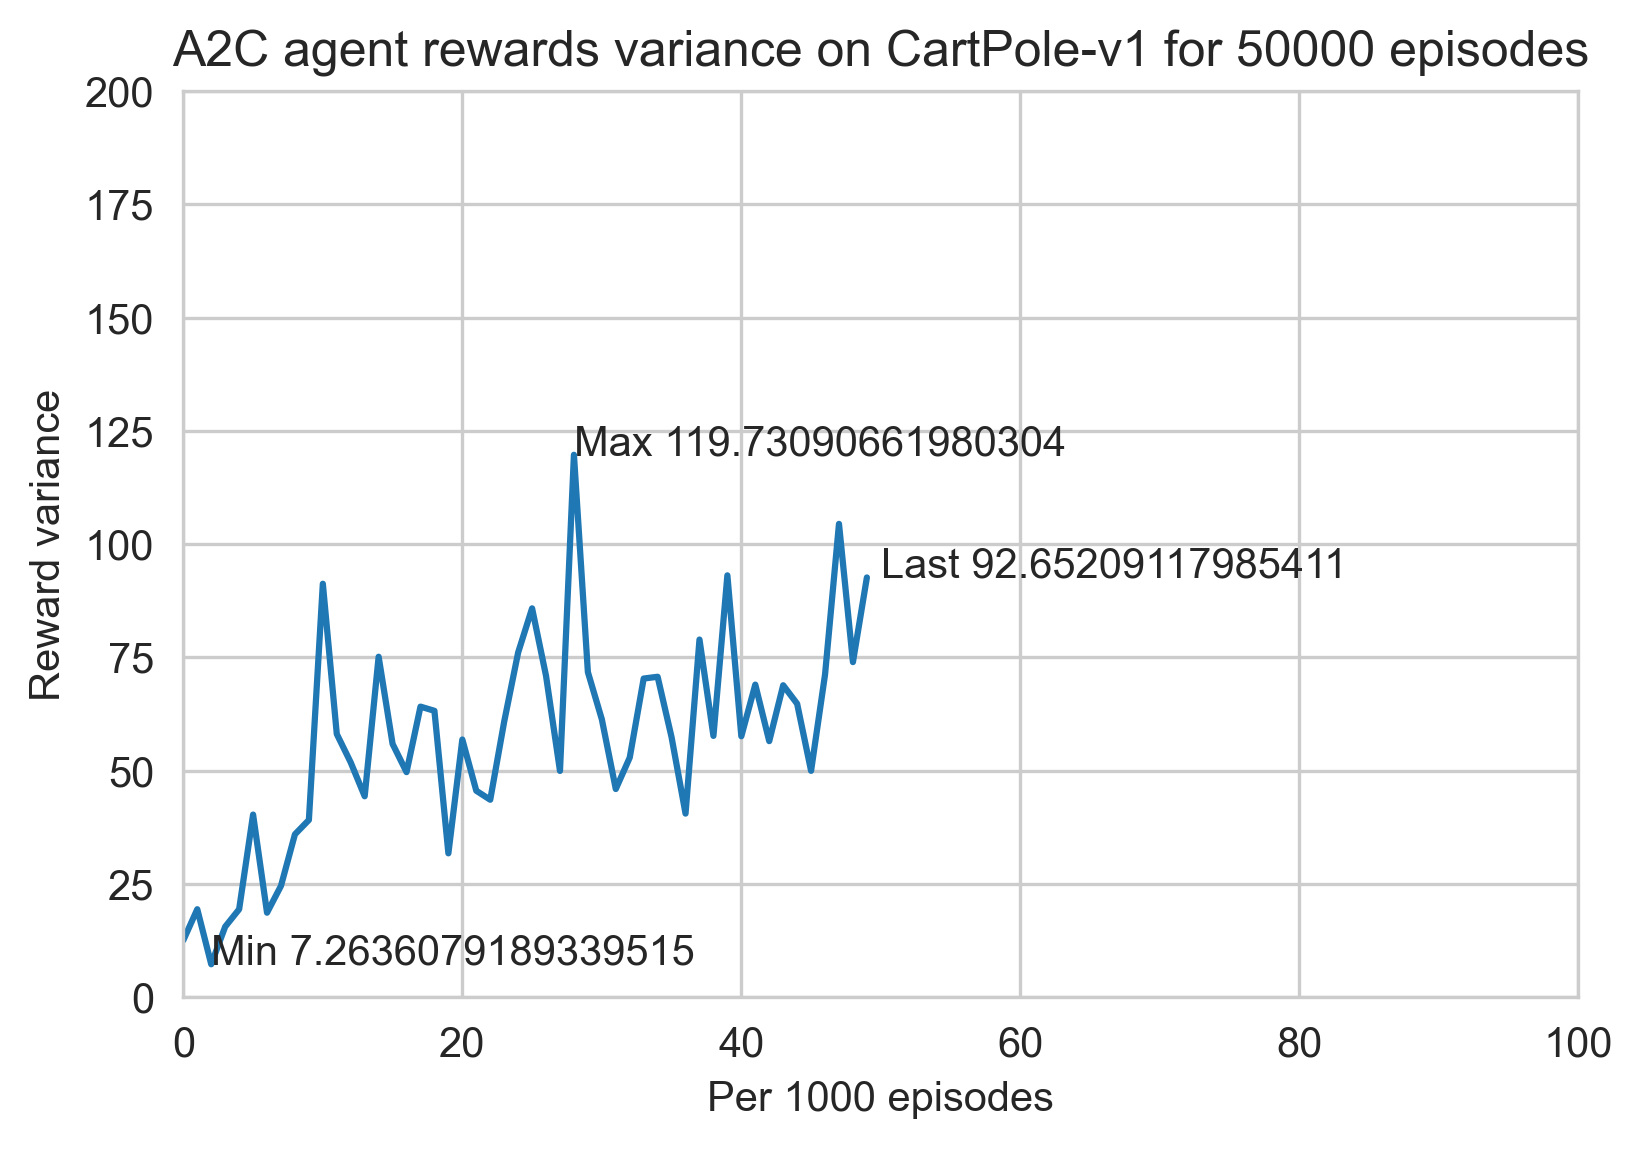 A2C agent rewards variance on CartPole-v1 for 50000 episodes
200
175
150
125
100
75
50
25
0
Reward variance
Max 119.73090661980304
Last 92.65209117985411
Min 7.2636079189339515
0 20 40 60 80 100
Per 1000 episodes